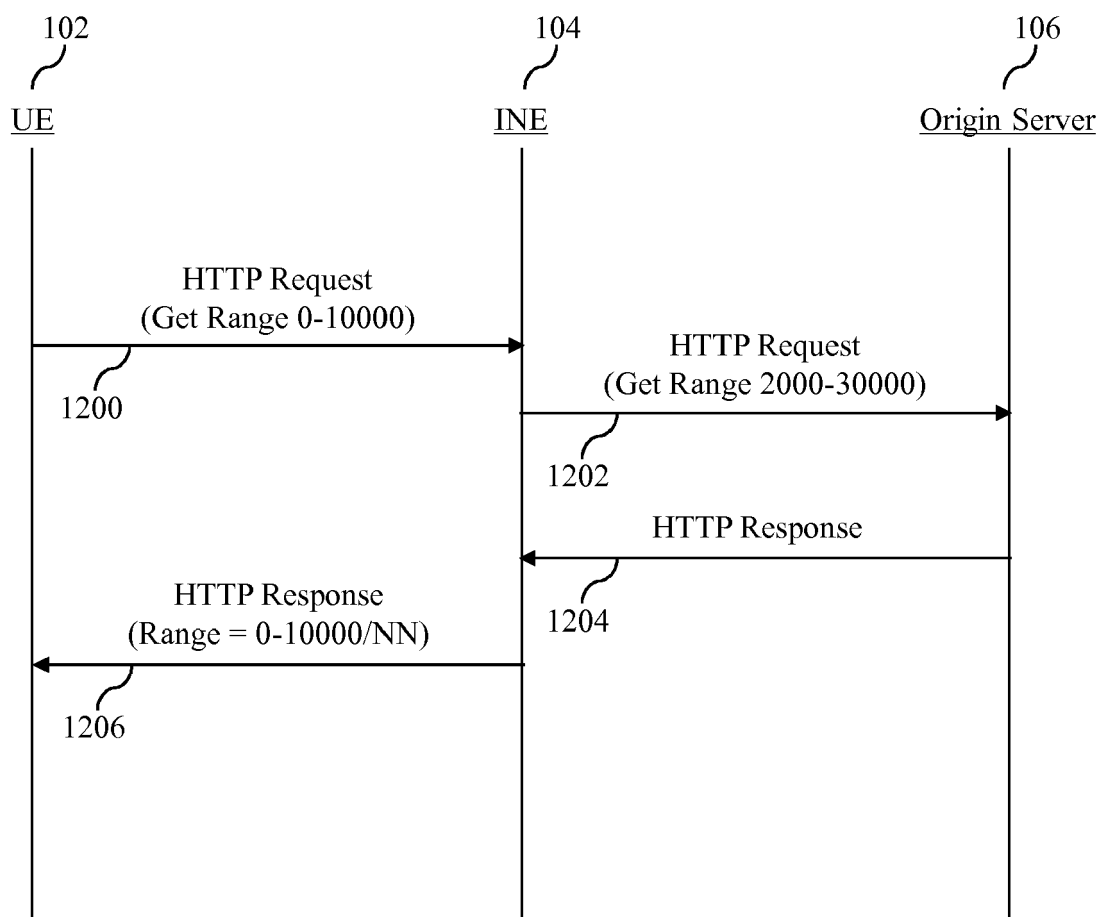 102
104
106
UE
INE
Origin Server
HTTP Request
(Get Range 0-10000)
1200
HTTP Request
(Get Range 2000-30000)
1202
HTTP Response
1204
HTTP Response
(Range = 0-10000/NN)
1206